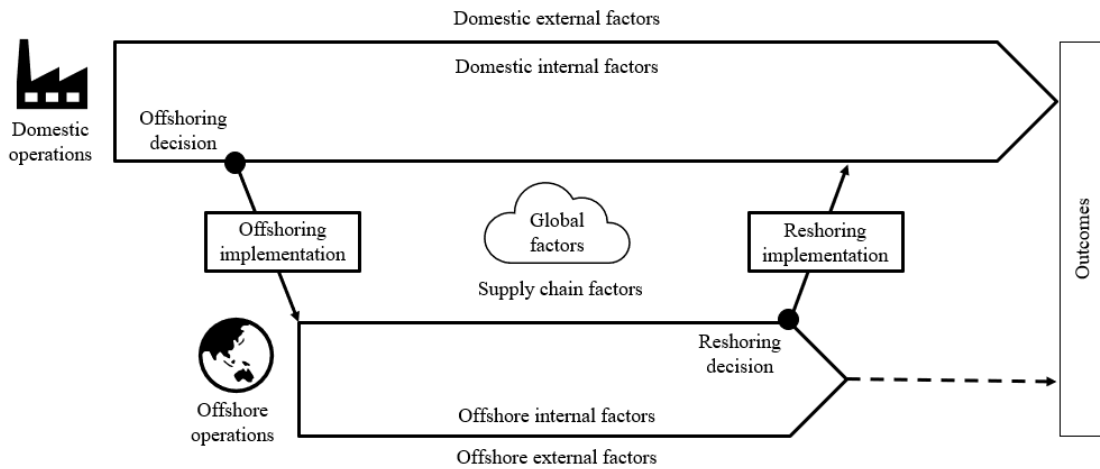 Domestic external factors
Domestic internal factors
Domestic
operations
Offshoring
decision
Offshoring
implementation
Global
factors
Supply chain factors
Reshoring
implementation
Reshoring
decision
Offshore
operations
Offshore internal factors
Offshore external factors
Outcomes